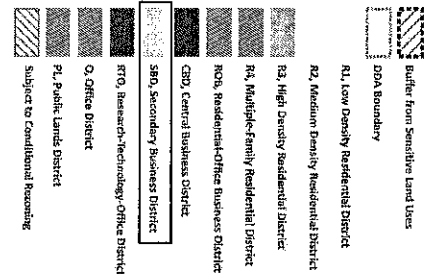 Buffer from Sensitive Land Uses
DDA Boundary
R1, Low Density Residential District
R2, Medium Density Residential District
R3, High Density Residential District
R4, Multiple-Family Residential District
ROB, Residential-Office Business District
CBD, Central Business District
SBD, Secondary Business District
RTO, Research-Technology-Office District
O, Office District
PL, Public Lands District
Subject to Conditional Rezoning